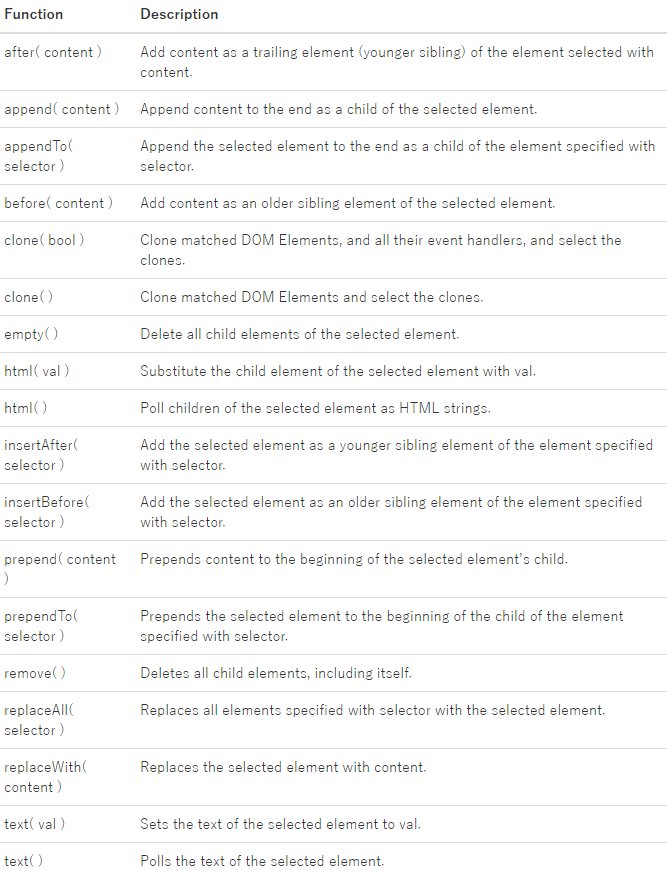 Function Description
after( content ) Add content as a trailing element (younger sibling) of the element selected with
content.
append( content ) Append content to the end as a child of the selected element.
appendTo( Append the selected element to the end as a child of the element specified with
selector ) selector.
before( content ) Add content as an older sibling element of the selected element.
clone( bool ) Clone matched DOM Elements, and all their event handlers, and select the
clones.
clone( ) Clone matched DOM Elements and select the clones.
empty( ) Delete all child elements of the selected element.
html( val ) Substitute the child element of the selected element with val.
html( ) Poll children of the selected element as HTML strings.
insertAfter( Add the selected element as a younger sibling element of the element specified
selector ) with selector.
insertBefore( Add the selected element as an older sibling element of the element specified
selector ) with selector.
prepend( content Prepends content to the beginning of the selected element's child.
)
prependTo( Prepends the selected element to the beginning of the child of the element
selector ) specified with selector.
remove( ) Deletes all child elements, including itself.
replaceAll( Replaces all elements specified with selector with the selected element.
selector )
replaceWith( Replaces the selected element with content.
content )
text( val ) Sets the text of the selected element to val.
text( ) Polls the text of the selected element.